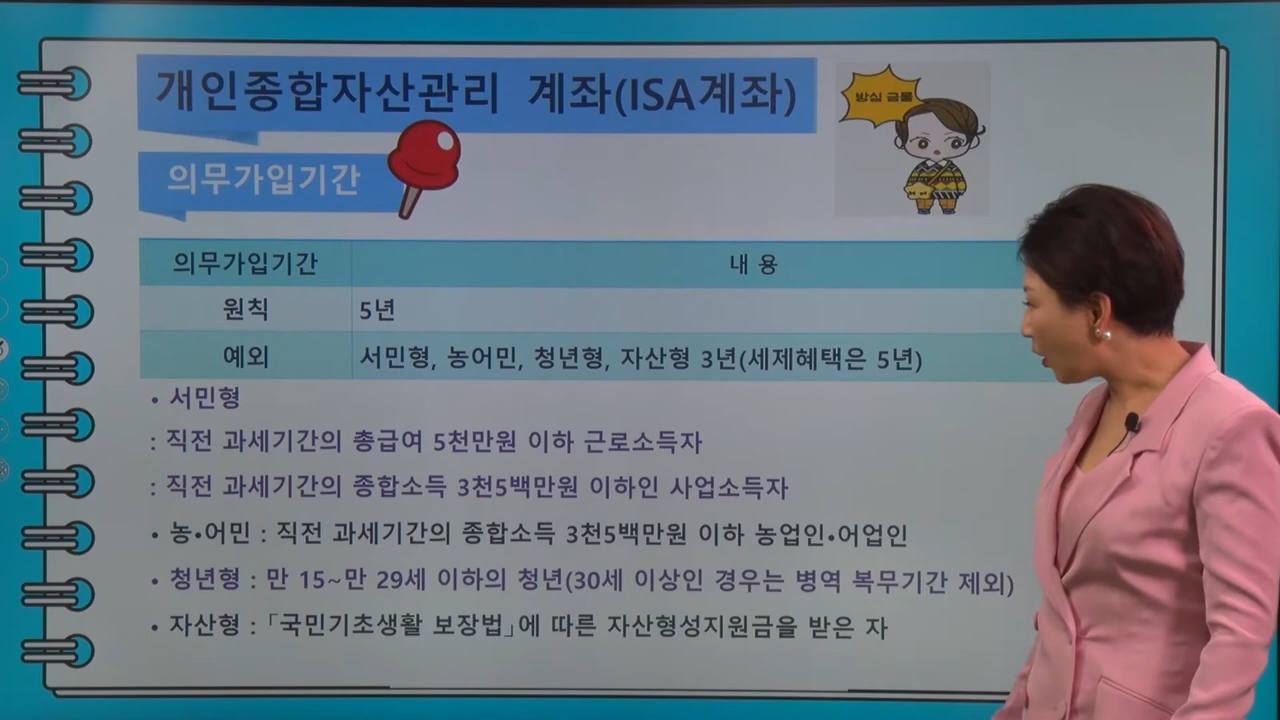 개인종합자산관리 계좌(ISA계좌)
방심 금물
의무가입기간
의무가입기간 내 용
원칙 5년
예외 서민형, 농어민, 청년형, 자산형 3년(세제혜택은 5년)
• 서민형
: 직전 과세기간의 총급여 5천만원 이하 근로소득자
: 직전 과세기간의 종합소득 3천5백만원 이하인 사업소득자
• 농•어민 : 직전 과세기간의 종합소득 3천5백만원 이하 농업인•어업인
• 청년형 : 만 15~만 29세 이하의 청년(30세 이상인 경우는 병역 복무기간 제외)
• 자산형 : 「국민기초생활 보장법」에 따른 자산형성지원금을 받은 자